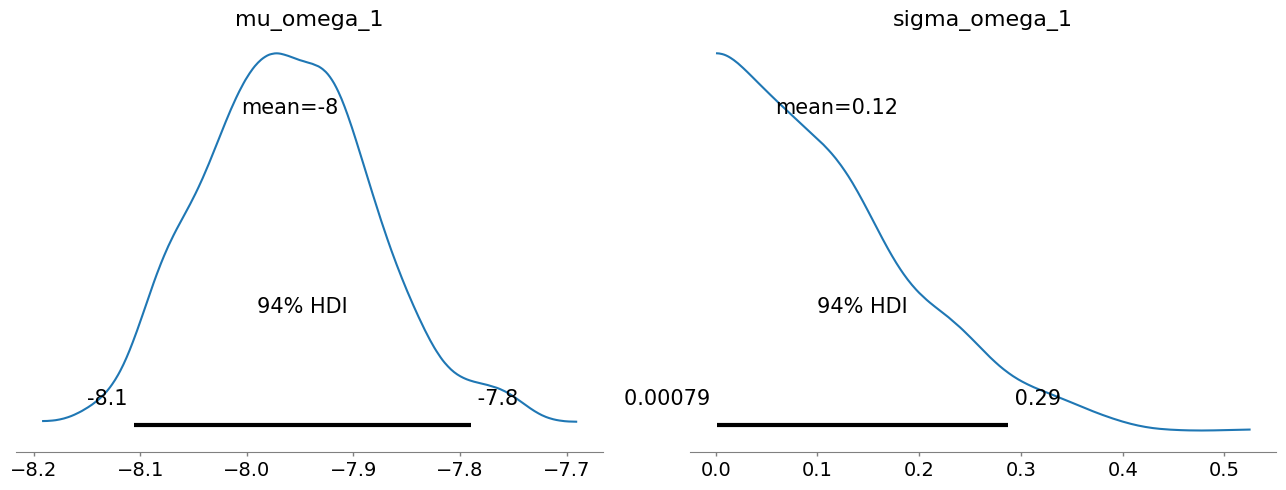 mu_omega_1
mean=-8
94% HDI
-8.1
-7.8
−8.2 −8.1 −8.0 −7.9 −7.8 −7.7
sigma_omega_1
mean=0.12
94% HDI
0.00079
0.29
0.0 0.1 0.2 0.3 0.4 0.5